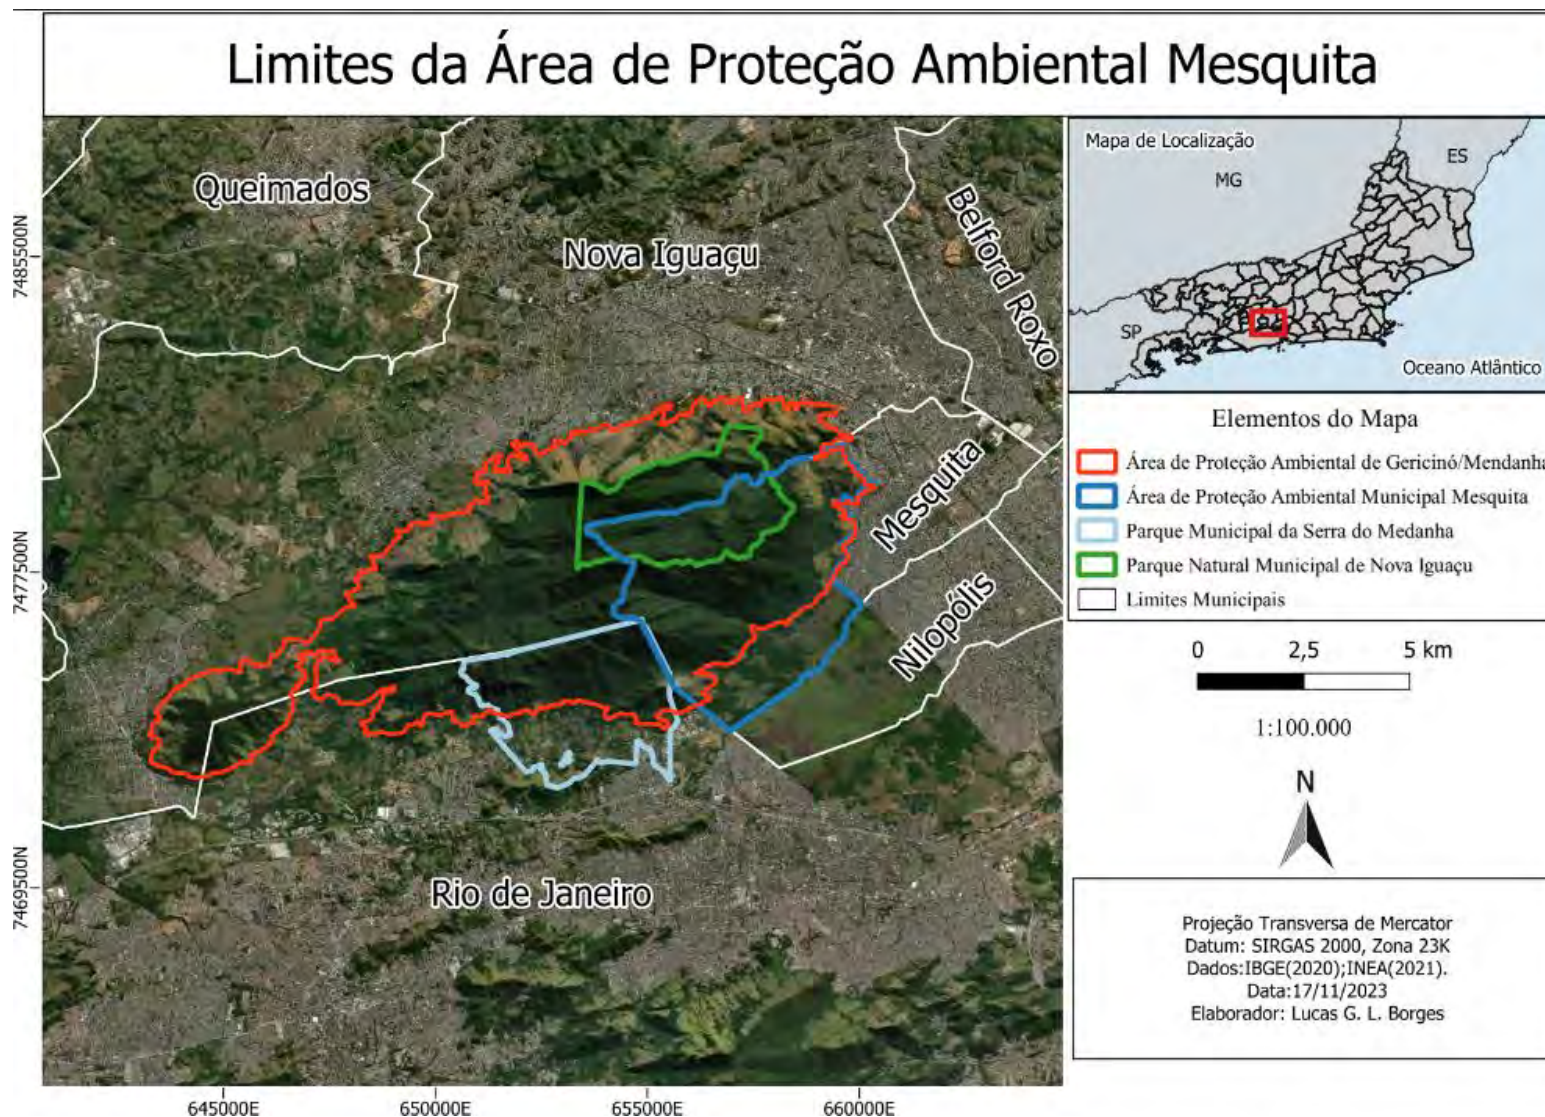 Limites da Área de Proteção Ambiental Mesquita
Queimados
Nova Iguaçu
Belford Roxo
Mesquita
Nilopólis
Rio de Janeiro
7485500N
7477500N
7469500N
645000E
650000E
655000E
660000E
Mapa de Localização
MG
ES
SP
Oceano Atlântico
Elementos do Mapa
Área de Proteção Ambiental de Gericinó/Mendanha
Área de Proteção Ambiental Municipal Mesquita
Parque Municipal da Serra do Medanha
Parque Natural Municipal de Nova Iguaçu
Limites Municipais
0 2,5 5 km
1:100.000
N
Projeção Transversa de Mercator
Datum: SIRGAS 2000, Zona 23K
Dados:IBGE(2020);INEA(2021).
Data:17/11/2023
Elaborador: Lucas G. L. Borges